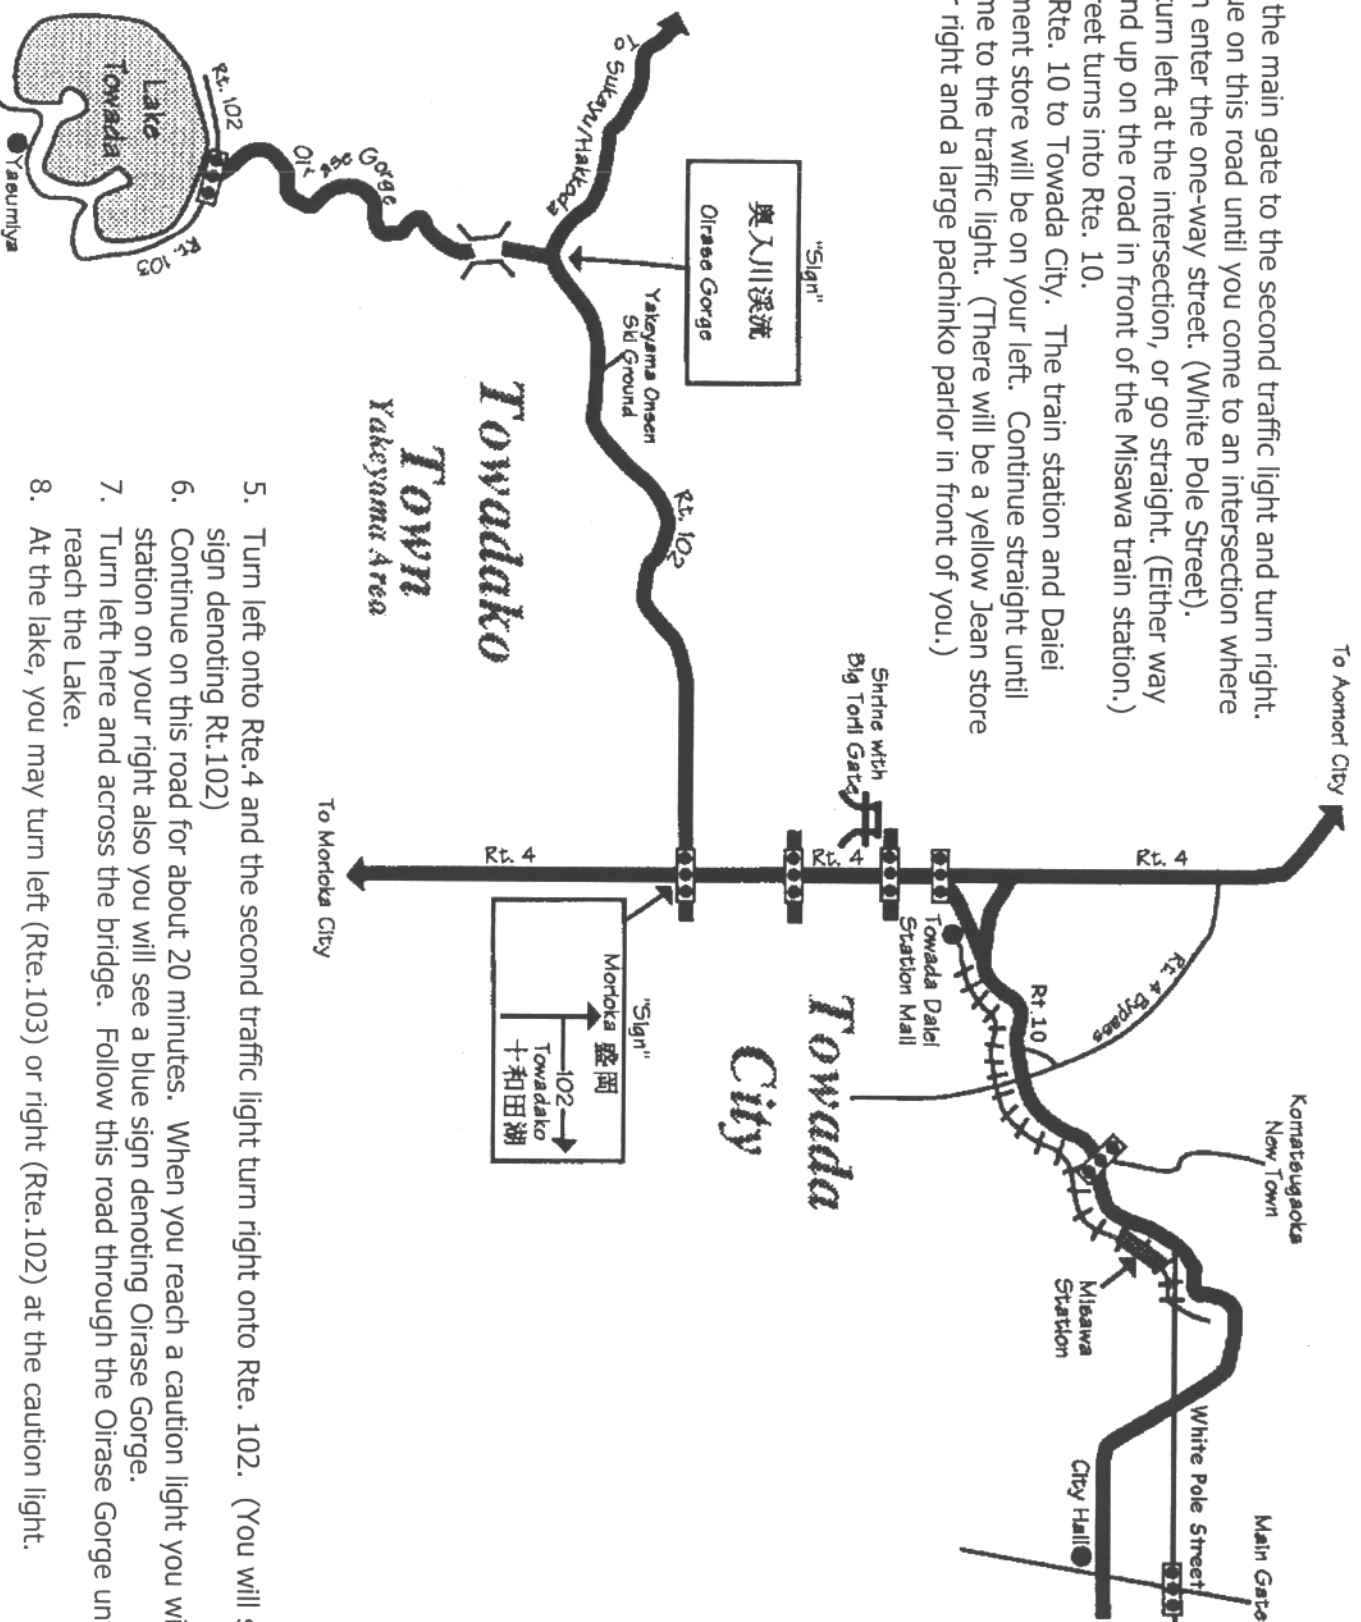 the main gate to the second traffic light and turn right.
ue on this road until you come to an intersection where
n enter the one-way street. (White Pole Street).
turn left at the intersection, or go straight. (Either way
nd up on the road in front of the Misawa train station.)
reet turns into Rte. 10.
Rte. 10 to Towada City. The train station and Daiei
ment store will be on your left. Continue straight until
me to the traffic light. (There will be a yellow Jean store
r right and a large pachinko parlor in front of you.)
To Aomori City
Rt. 4
Rt. 4 Bypass
Komatsugaoka
New Town
Main Gate
White Pole Street
City Hall
Misawa
Station
Rt. 10
Towada Daiei
Station Mall
Shrine with
Big Torii Gate
Rt. 4
Towada
City
"Sign"
Morioka 盛岡
102
Towadako
十和田湖
Rt. 4
To Morioka City
"Sign"
奥入川渓流
Oirase Gorge
To Sukayu/Hakkoda
Yakeyama Onsen
Ski Ground
Rt. 102
Towadako
Town
Yakeyama Area
Oirase Gorge
Rt. 102
Lake
Towada
Rt. 103
Yasumiya
5. Turn left onto Rte.4 and the second traffic light turn right onto Rte. 102. (You will s
sign denoting Rt.102)
6. Continue on this road for about 20 minutes. When you reach a caution light you wi
station on your right also you will see a blue sign denoting Oirase Gorge.
7. Turn left here and across the bridge. Follow this road through the Oirase Gorge un
reach the Lake.
8. At the lake, you may turn left (Rte.103) or right (Rte.102) at the caution light.